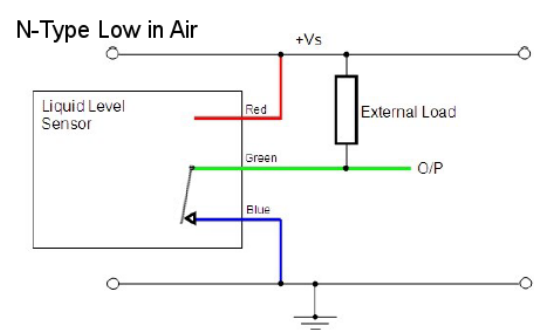 N-Type Low in Air
+Vs
Liquid Level
Sensor
Red
External Load
Green
O/P
Blue